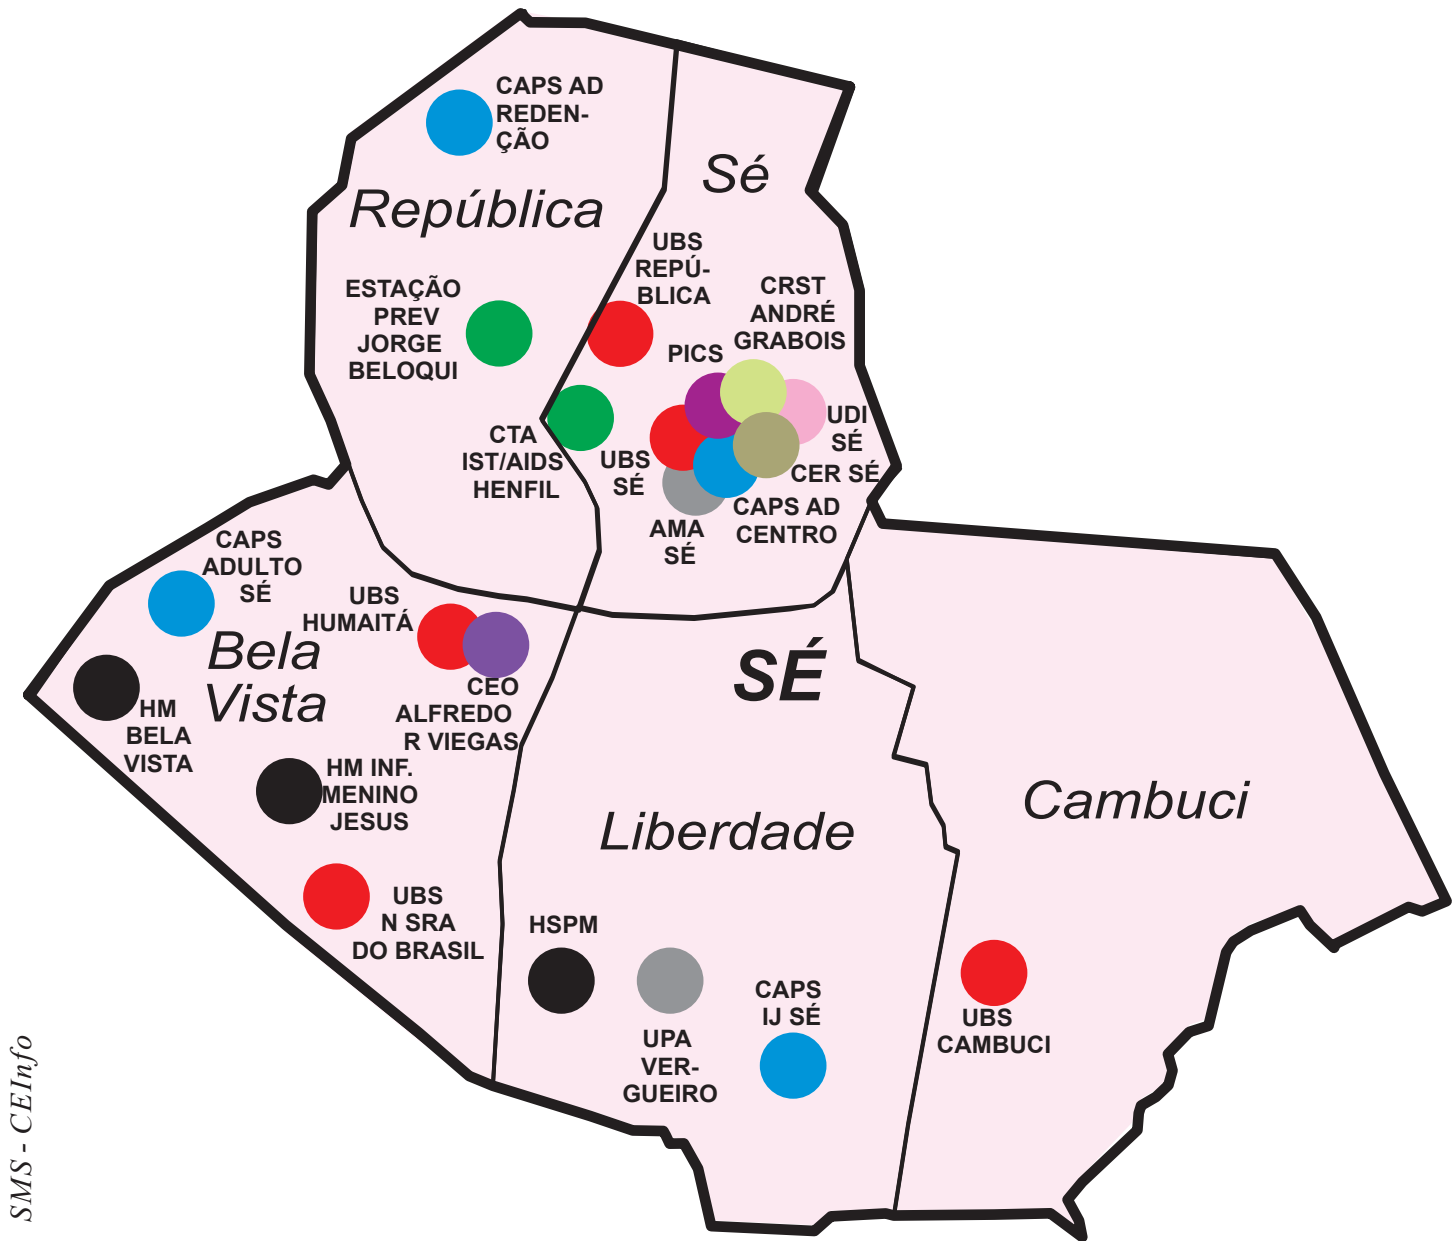 CAPS AD
REDEN-
ÇÃO
República
Sé
UBS
REPÚ-
BLICA
ESTAÇÃO
PREV
JORGE
BELOQUI
CRST
ANDRÉ
GRABOIS
PICS
UDI
SÉ
CTA
IST/AIDS
HENFIL
UBS
SÉ
CER SÉ
CAPS AD
CENTRO
AMA
SÉ
CAPS
ADULTO
SÉ
UBS
HUMAITÁ
Bela
Vista
CEO
ALFREDO
R VIEGAS
SÉ
HM
BELA
VISTA
HM INF.
MENINO
JESUS
Liberdade
Cambuci
UBS
N SRA
DO BRASIL
HSPM
UPA
VER-
GUEIRO
CAPS
IJ SÉ
UBS
CAMBUCI
SMS - CEInfo